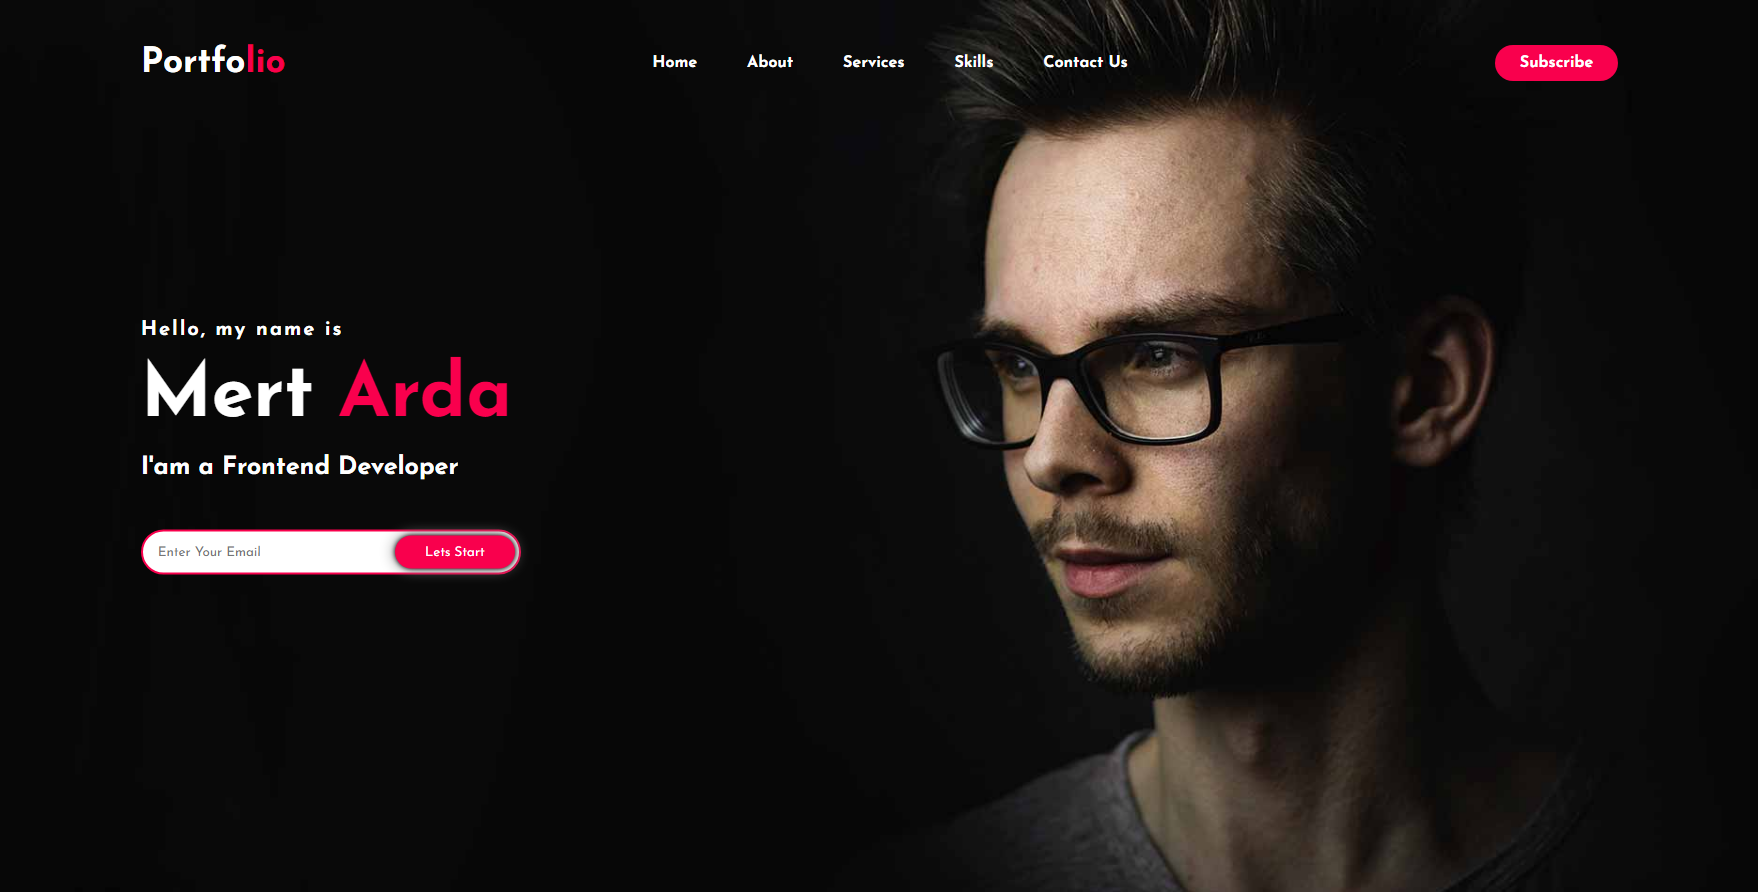 Portfolio
Home About Services Skills Contact Us
Subscribe
Hello, my name is
Mert Arda
I'am a Frontend Developer
Enter Your Email
Lets Start